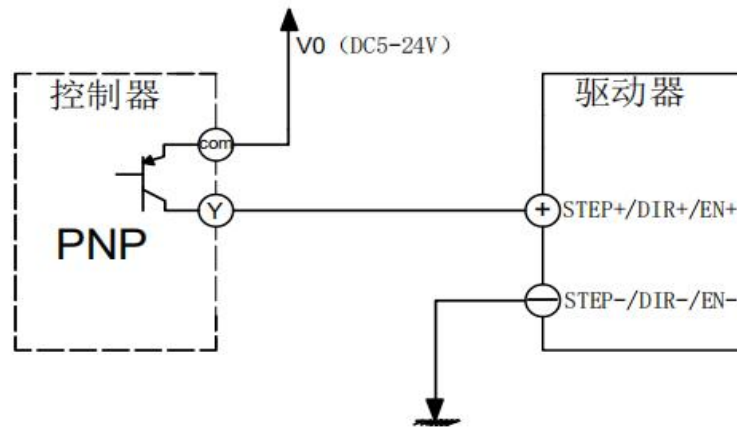 V0（DC5-24V）
控制器
驱动器
com
Y
PNP
+
STEP+/DIR+/EN+
STEP-/DIR-/EN-